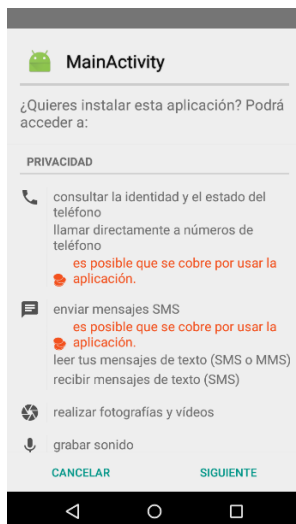 MainActivity
¿Quieres instalar esta aplicación? Podrá
acceder a:
PRIVACIDAD
consultar la identidad y el estado del
teléfono
llamar directamente a números de
teléfono
es posible que se cobre por usar la
aplicación.
enviar mensajes SMS
es posible que se cobre por usar la
aplicación.
leer tus mensajes de texto (SMS o MMS)
recibir mensajes de texto (SMS)
realizar fotografías y vídeos
grabar sonido
CANCELAR SIGUIENTE